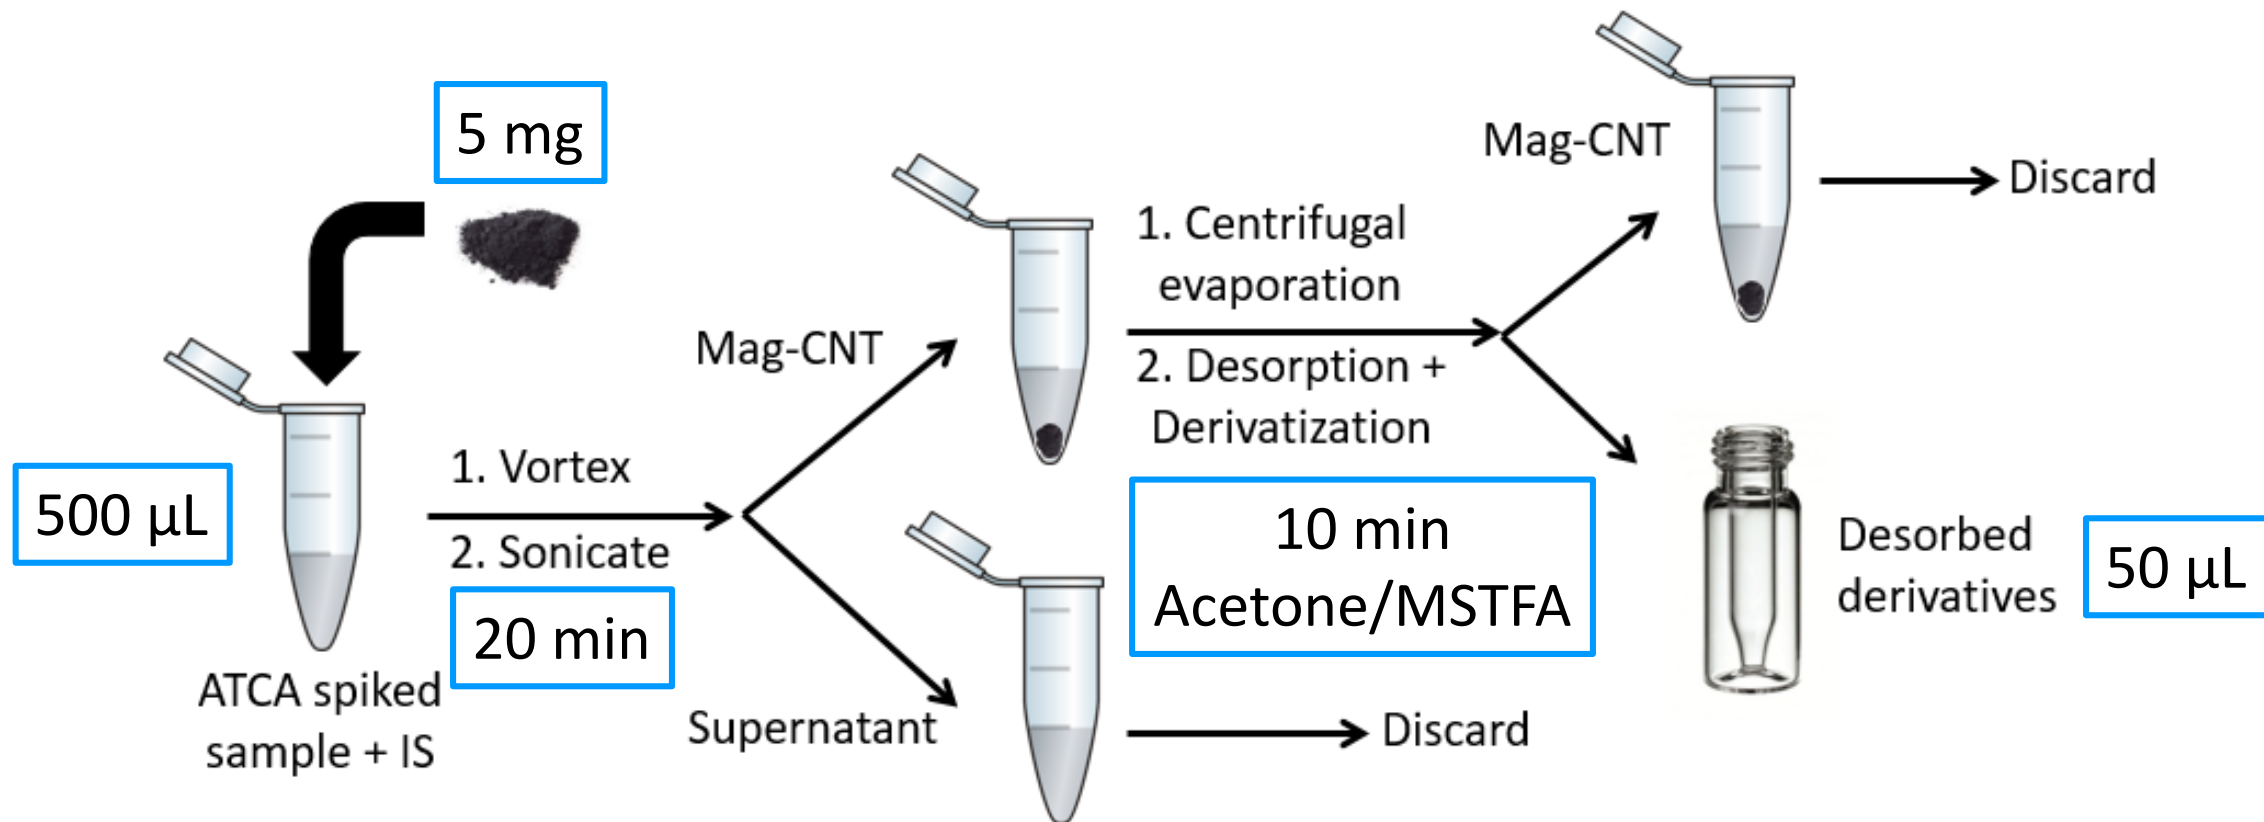 5 mg
500 µL
ATCA spiked
sample + IS
1. Vortex
2. Sonicate
20 min
Mag-CNT
Supernatant
Discard
1. Centrifugal
evaporation
2. Desorption +
Derivatization
10 min
Acetone/MSTFA
Mag-CNT
Discard
Desorbed
derivatives
50 µL